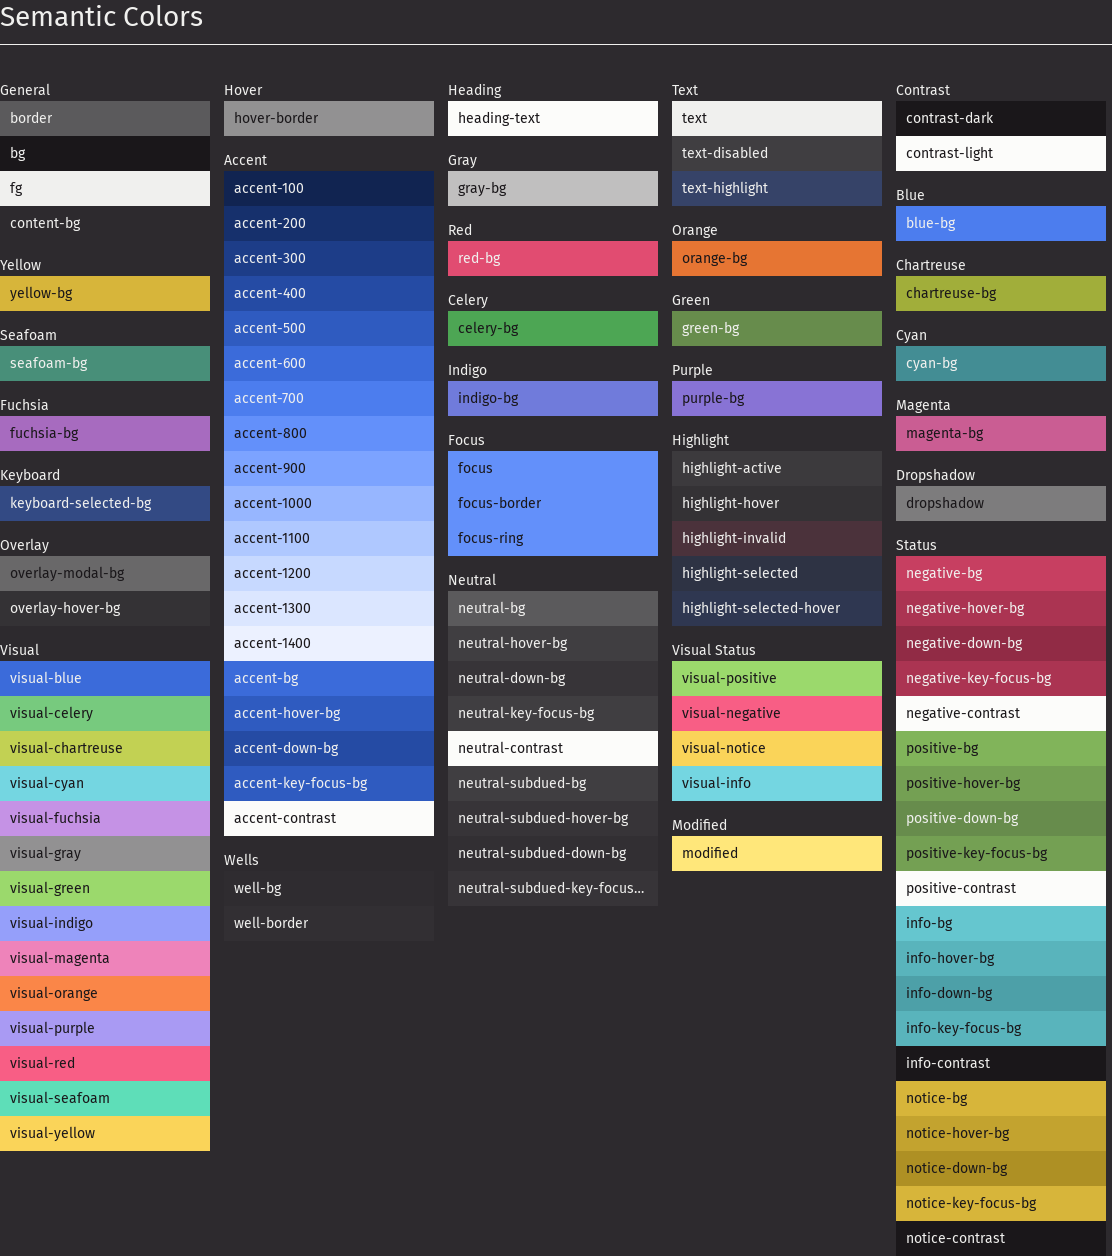 Semantic Colors
General
border
bg
fg
content-bg
Yellow
yellow-bg
Seafoam
seafoam-bg
Fuchsia
fuchsia-bg
Keyboard
keyboard-selected-bg
Overlay
overlay-modal-bg
overlay-hover-bg
Visual
visual-blue
visual-celery
visual-chartreuse
visual-cyan
visual-fuchsia
visual-gray
visual-green
visual-indigo
visual-magenta
visual-orange
visual-purple
visual-red
visual-seafoam
visual-yellow
Hover
hover-border
Accent
accent-100
accent-200
accent-300
accent-400
accent-500
accent-600
accent-700
accent-800
accent-900
accent-1000
accent-1100
accent-1200
accent-1300
accent-1400
accent-bg
accent-hover-bg
accent-down-bg
accent-key-focus-bg
accent-contrast
Wells
well-bg
well-border
Heading
heading-text
Gray
gray-bg
Red
red-bg
Celery
celery-bg
Indigo
indigo-bg
Focus
focus
focus-border
focus-ring
Neutral
neutral-bg
neutral-hover-bg
neutral-down-bg
neutral-key-focus-bg
neutral-contrast
neutral-subdued-bg
neutral-subdued-hover-bg
neutral-subdued-down-bg
neutral-subdued-key-focus...
Text
text
text-disabled
text-highlight
Orange
orange-bg
Green
green-bg
Purple
purple-bg
Highlight
highlight-active
highlight-hover
highlight-invalid
highlight-selected
highlight-selected-hover
Visual Status
visual-positive
visual-negative
visual-notice
visual-info
Modified
modified
Contrast
contrast-dark
contrast-light
Blue
blue-bg
Chartreuse
chartreuse-bg
Cyan
cyan-bg
Magenta
magenta-bg
Dropshadow
dropshadow
Status
negative-bg
negative-hover-bg
negative-down-bg
negative-key-focus-bg
negative-contrast
positive-bg
positive-hover-bg
positive-down-bg
positive-key-focus-bg
positive-contrast
info-bg
info-hover-bg
info-down-bg
info-key-focus-bg
info-contrast
notice-bg
notice-hover-bg
notice-down-bg
notice-key-focus-bg
notice-contrast